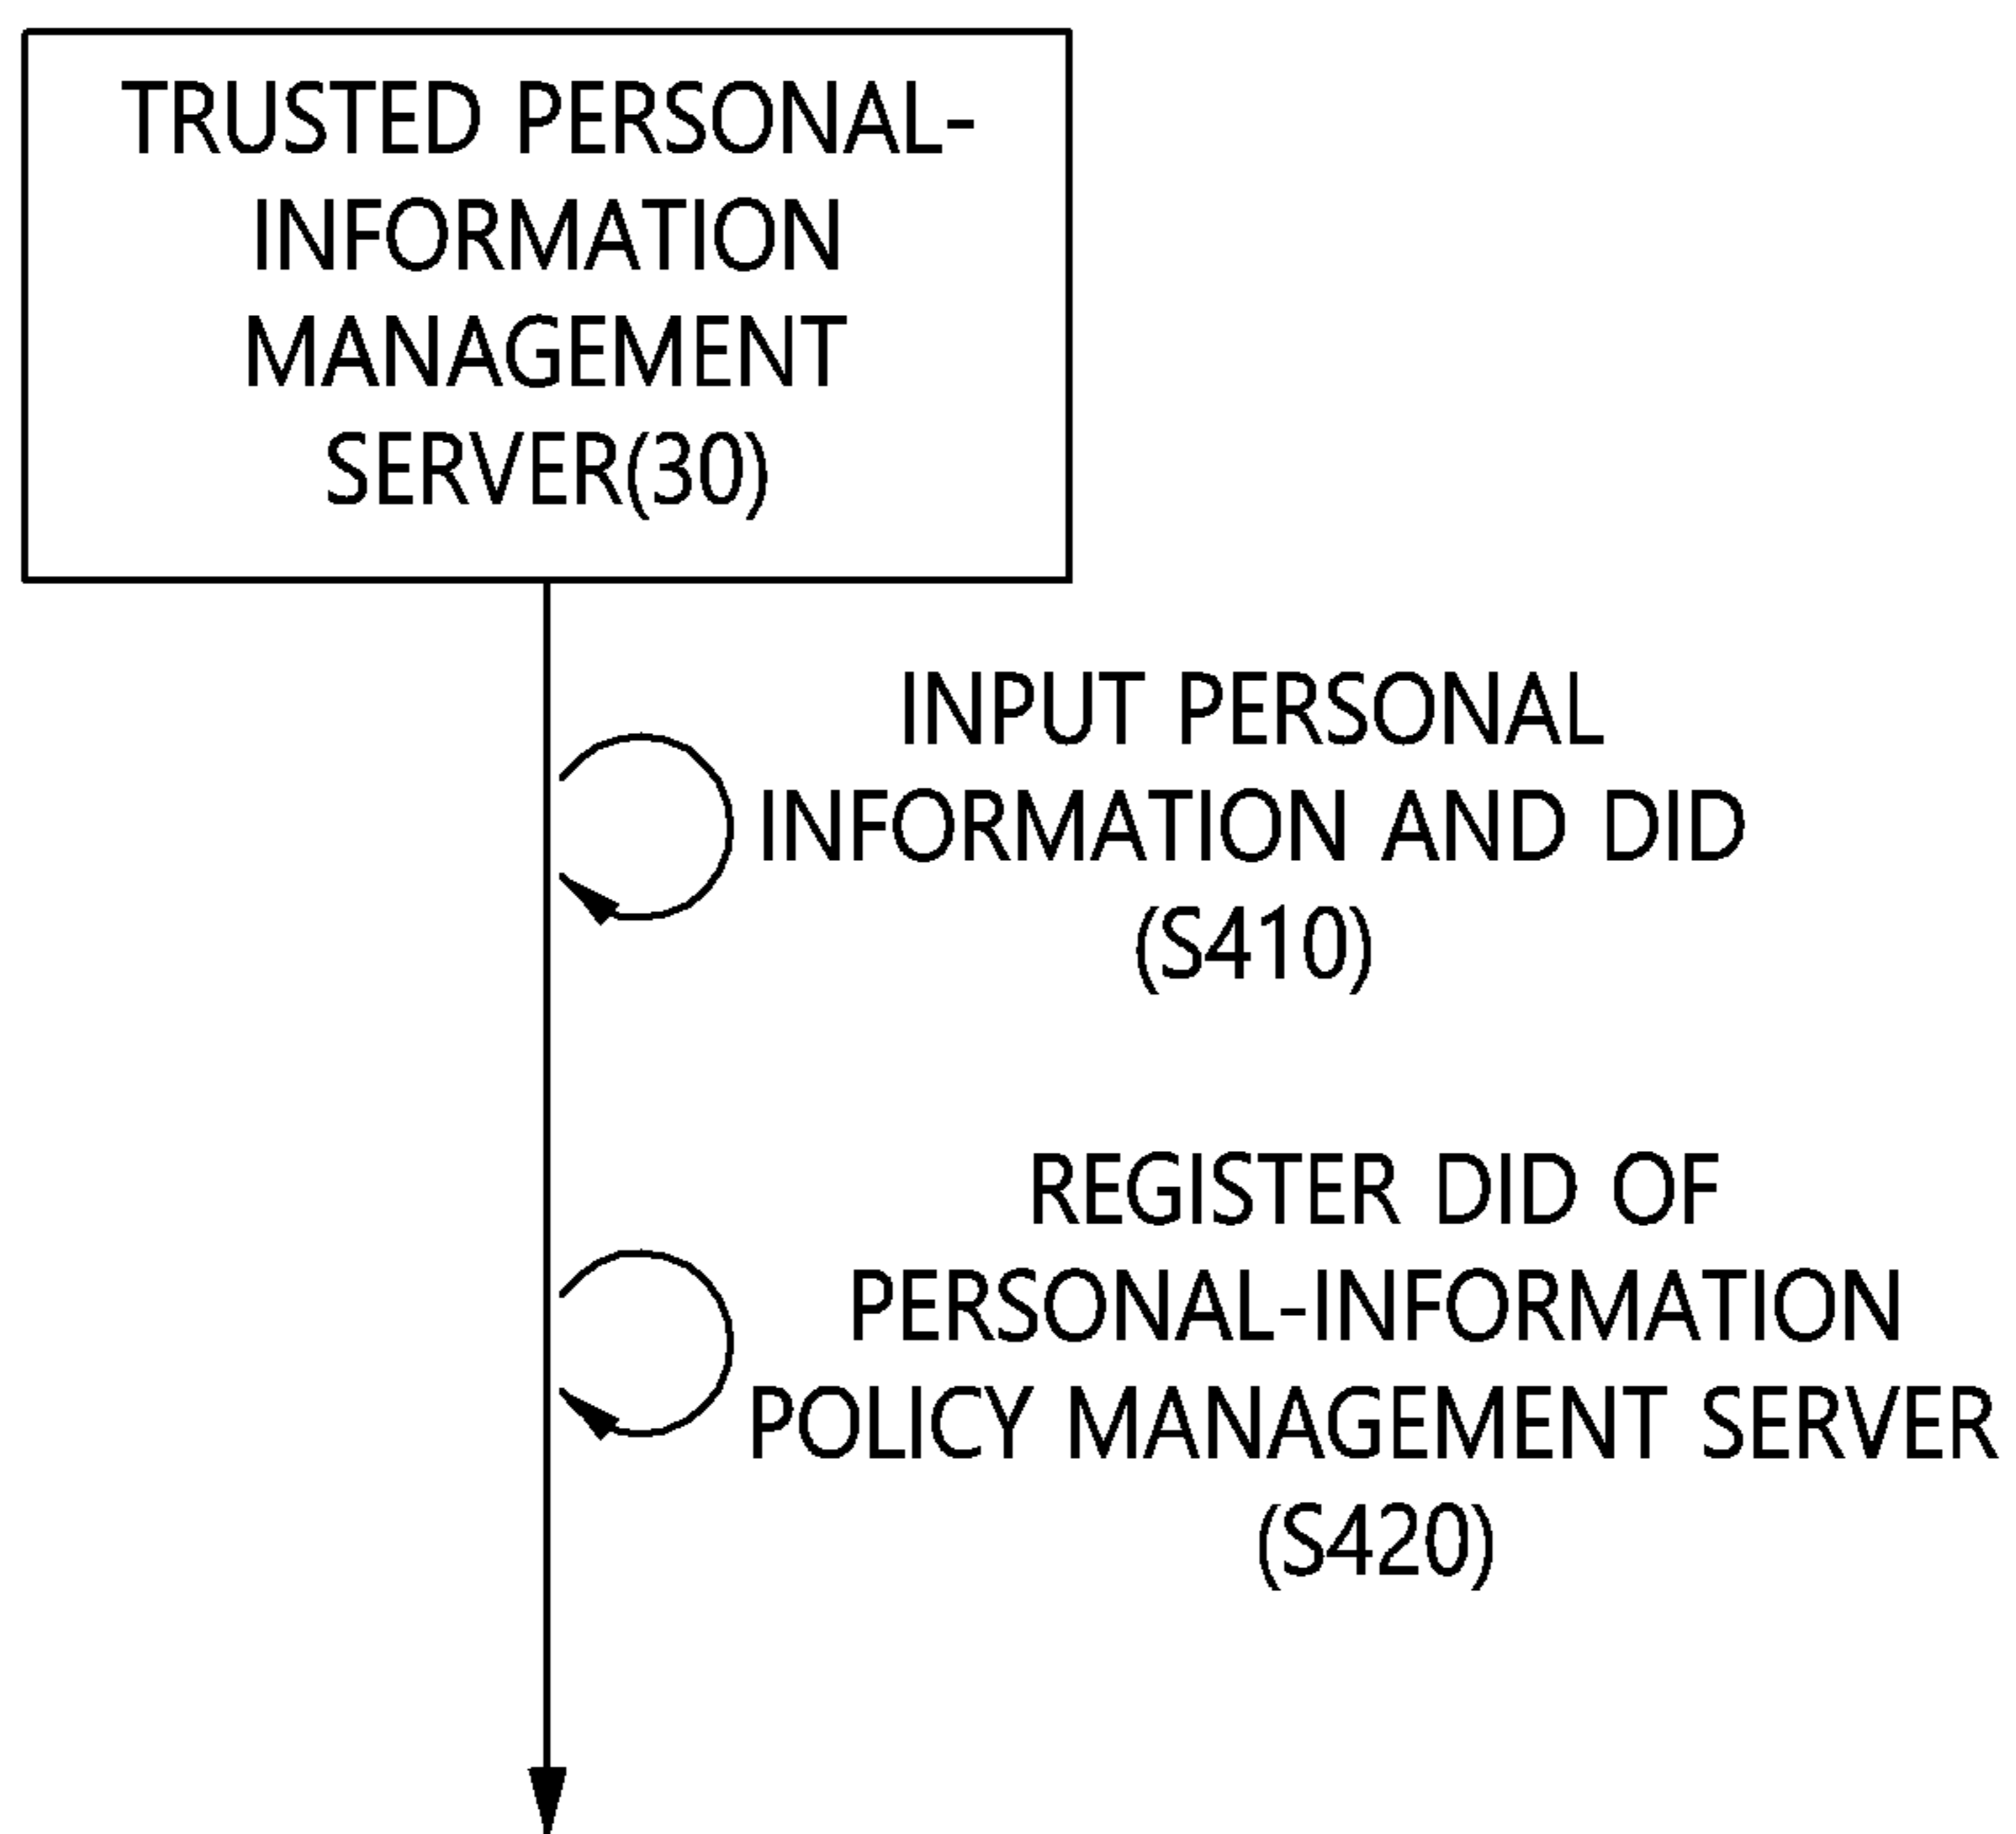 TRUSTED PERSONAL-
INFORMATION
MANAGEMENT
SERVER(30)
INPUT PERSONAL
INFORMATION AND DID
(S410)
REGISTER DID OF
PERSONAL-INFORMATION
POLICY MANAGEMENT SERVER
(S420)